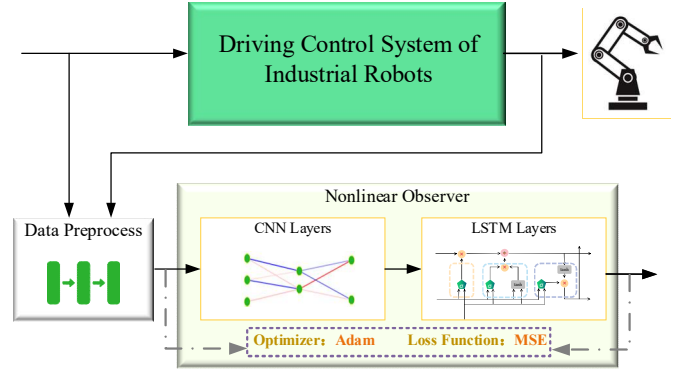 Driving Control System of
Industrial Robots
Nonlinear Observer
Data Preprocess
CNN Layers
LSTM Layers
Optimizer：Adam
Loss Function：MSE